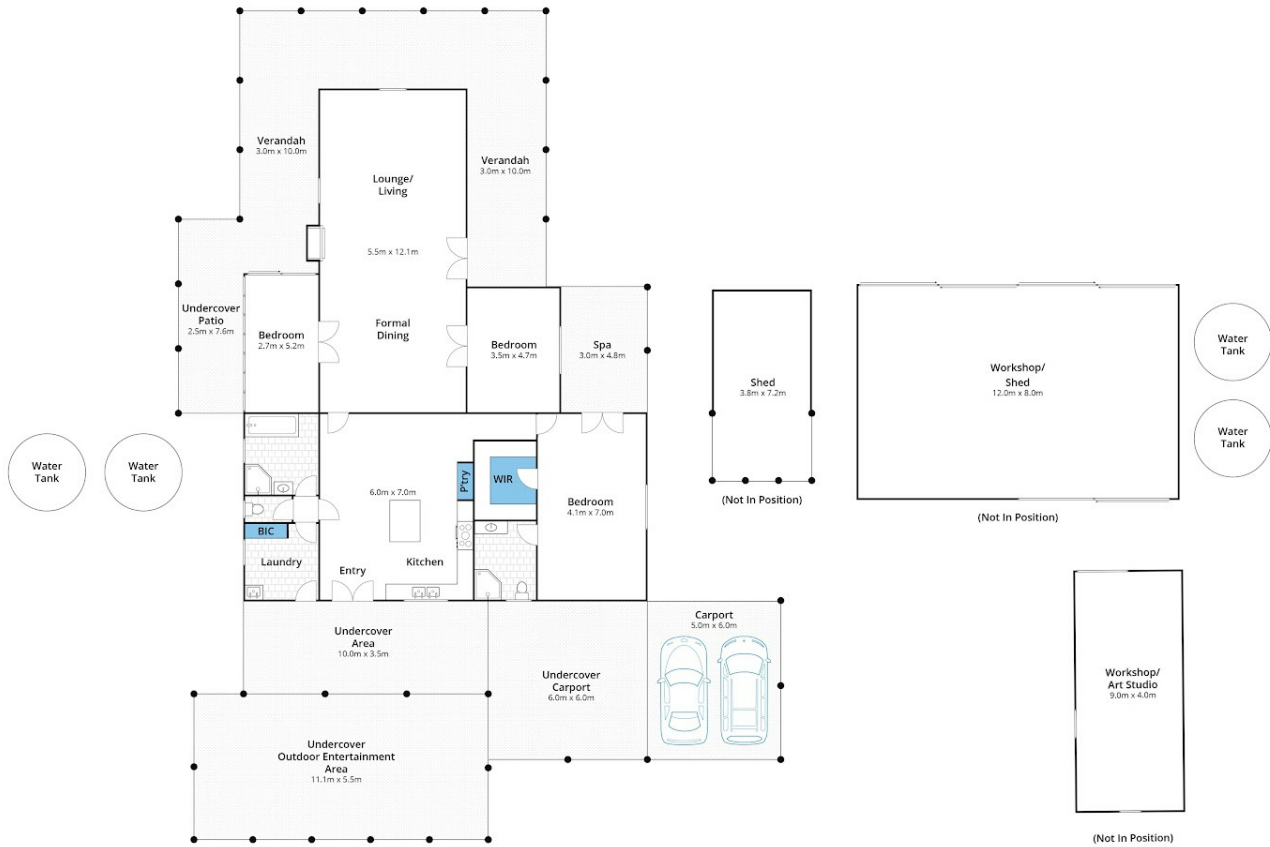 Verandah
3.0m x 10.0m
Verandah
3.0m x 10.0m
Lounge/
Living
5.5m x 12.1m
Undercover
Patio
2.5m x 7.6m
Bedroom
2.7m x 5.2m
Formal
Dining
Bedroom
3.5m x 4.7m
Spa
3.0m x 4.8m
Shed
3.8m x 7.2m
(Not In Position)
Workshop/
Shed
12.0m x 8.0m
(Not In Position)
Water
Tank
Water
Tank
Water
Tank
Water
Tank
6.0m x 7.0m
P'try
WIR
Bedroom
4.1m x 7.0m
BIC
Laundry
Entry
Kitchen
Undercover
Area
10.0m x 3.5m
Undercover
Carport
6.0m x 6.0m
Carport
5.0m x 6.0m
Undercover
Outdoor Entertainment
Area
11.1m x 5.5m
Workshop/
Art Studio
9.0m x 4.0m
(Not In Position)